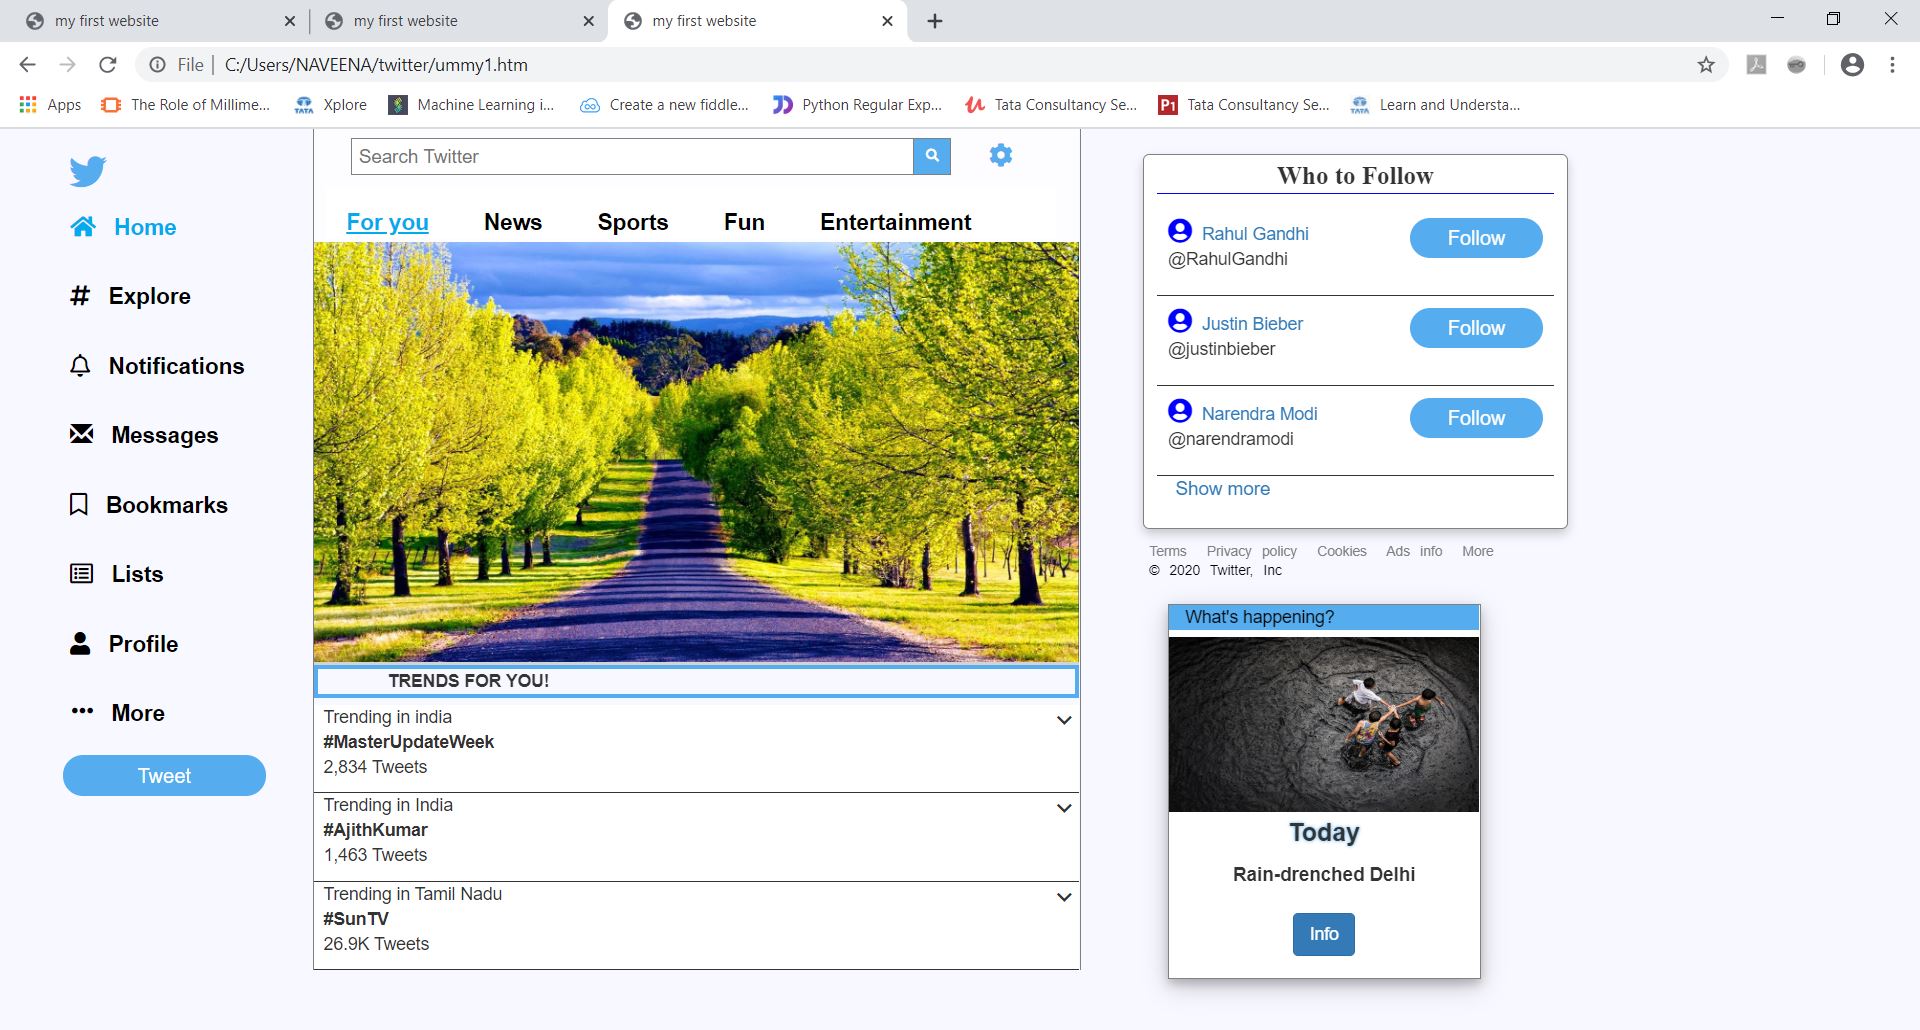 my first website
my first website
my first website
File
C:/Users/NAVEENA/twitter/ummy1.htm
Apps
The Role of Millime...
Xplore
Machine Learning i...
Create a new fiddle...
Python Regular Exp...
Tata Consultancy Se...
P1
Tata Consultancy Se...
TATA
Learn and Understa...
Home
Explore
Notifications
Messages
Bookmarks
Lists
Profile
More
Tweet
Search Twitter
For you
News
Sports
Fun
Entertainment
TRENDS FOR YOU!
Trending in india
#MasterUpdateWeek
2,834 Tweets
Trending in India
#AjithKumar
1,463 Tweets
Trending in Tamil Nadu
#SunTV
26.9K Tweets
Who to Follow
Rahul Gandhi
@RahulGandhi
Follow
Justin Bieber
@justinbieber
Follow
Narendra Modi
@narendramodi
Follow
Show more
Terms Privacy policy Cookies Ads info More
© 2020 Twitter, Inc
What's happening?
Today
Rain-drenched Delhi
Info